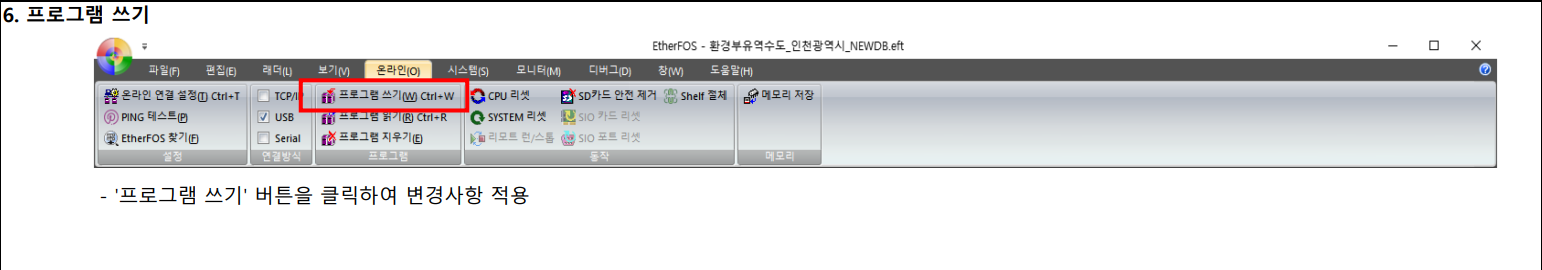 6. 프로그램 쓰기
EtherFOS - 환경부유역수도_인천광역시_NEWDB.eft
파일(F) 편집(E) 래더(L) 보기(V) 온라인(O) 시스템(S) 모니터(M) 디버그(D) 창(W) 도움말(H)
온라인 연결 설정(T) Ctrl+T TCP/IP 프로그램 쓰기(W) Ctrl+W CPU 리셋 SD카드 안전 제거 Shelf 절체 메모리 저장
PING 테스트(P) USB 프로그램 읽기(R) Ctrl+R SYSTEM 리셋 SIO 카드 리셋
EtherFOS 찾기(F) Serial 프로그램 지우기(E) 리모트 런/스톱 SIO 포트 리셋
설정 연결방식 프로그램 동작 메모리
- '프로그램 쓰기' 버튼을 클릭하여 변경사항 적용